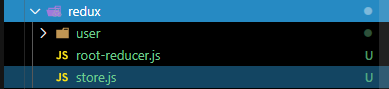 redux
user
JS root-reducer.js U
JS store.js U